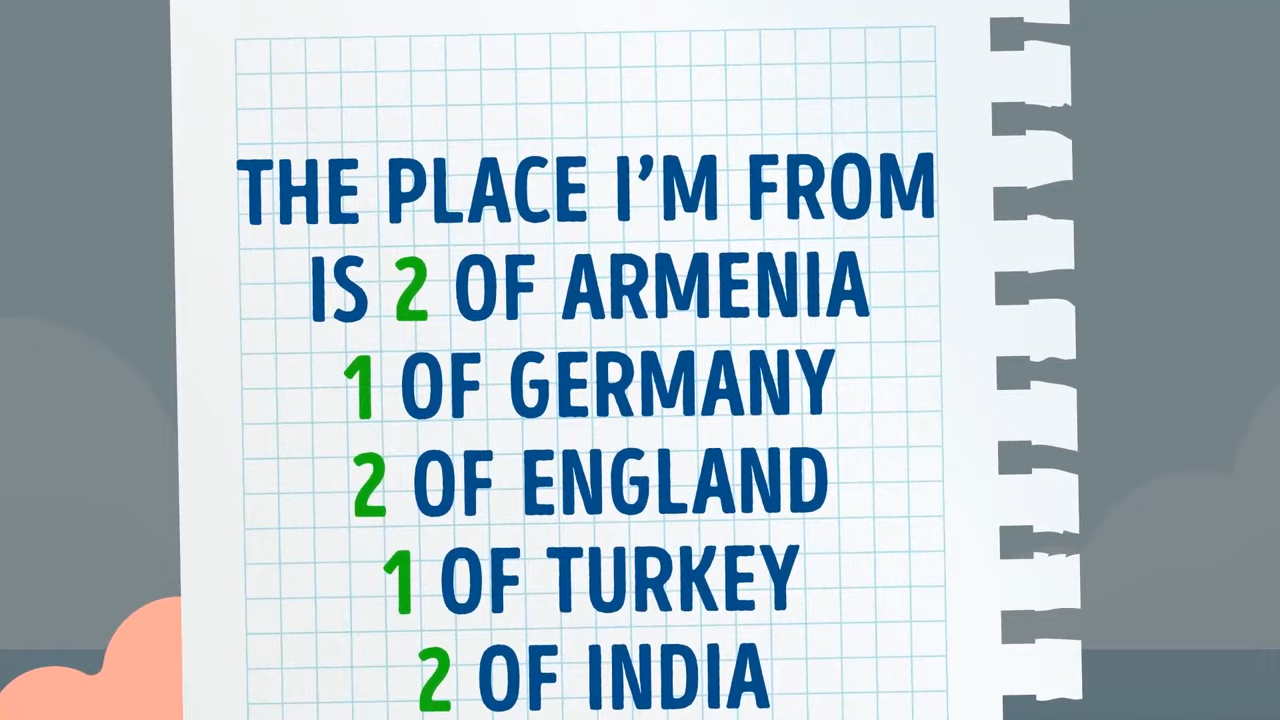 THE PLACE I'M FROM
IS 2 OF ARMENIA
1 OF GERMANY
2 OF ENGLAND
1 OF TURKEY
2 OF INDIA